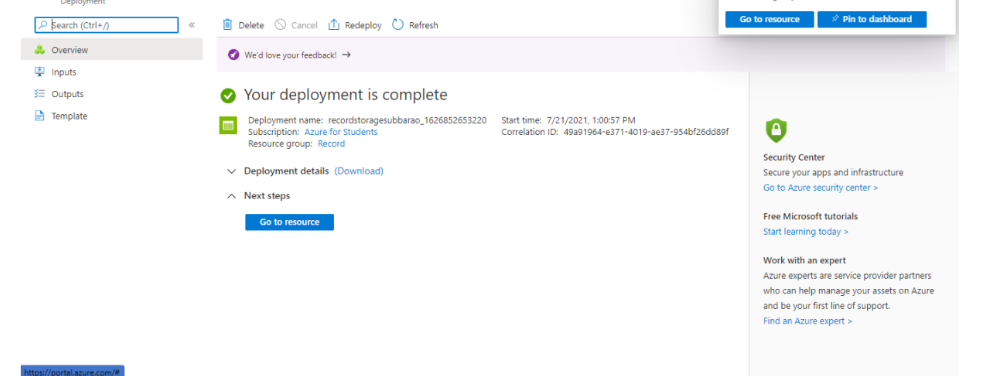 Deployment
Search (Ctrl+/)
«
Delete
Cancel
Redeploy
Refresh
Go to resource
Pin to dashboard
Overview
Inputs
Outputs
Template
We'd love your feedback! →
Your deployment is complete
Deployment name: recordstoragesubbarao_1626852653220
Subscription: Azure for Students
Resource group: Record
Start time: 7/21/2021, 1:00:57 PM
Correlation ID: 49a91964-e371-4019-ae37-954bf26dd89f
Deployment details (Download)
Next steps
Go to resource
Security Center
Secure your apps and infrastructure
Go to Azure security center >
Free Microsoft tutorials
Start learning today >
Work with an expert
Azure experts are service provider partners
who can help manage your assets on Azure
and be your first line of support.
Find an Azure expert >
https://portal.azure.com/#